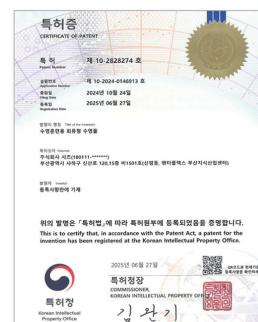 특허증
CERTIFICATE OF PATENT
특 허 제 10-2828274 호
Patent Number
출원번호 제 10-2024-0146913 호
Application Number
출원일 2024년 10월 24일
Filing Date
등록일 2025년 06월 27일
Registration Date
발명의 명칭 Title of the Invention
수영훈련용 회류형 수영풀
특허권자 Patentee
주식회사 시즈(180111-*******)
부산광역시 사하구 신산로 120,15층 비1501호(신평동, 펜타플렉스 부산지식산업센터)
발명자 Inventor
등록사항란에 기재
위의 발명은 「특허법」에 따라 특허원부에 등록되었음을 증명합니다.
This is to certify that, in accordance with the Patent Act, a patent for the
invention has been registered at the Korean Intellectual Property Office.
2025년 06월 27일
특허청장
COMMISSIONER,
KOREAN INTELLECTUAL PROPERTY OFFICE
김완기
특허청
Korean Intellectual
Property Office